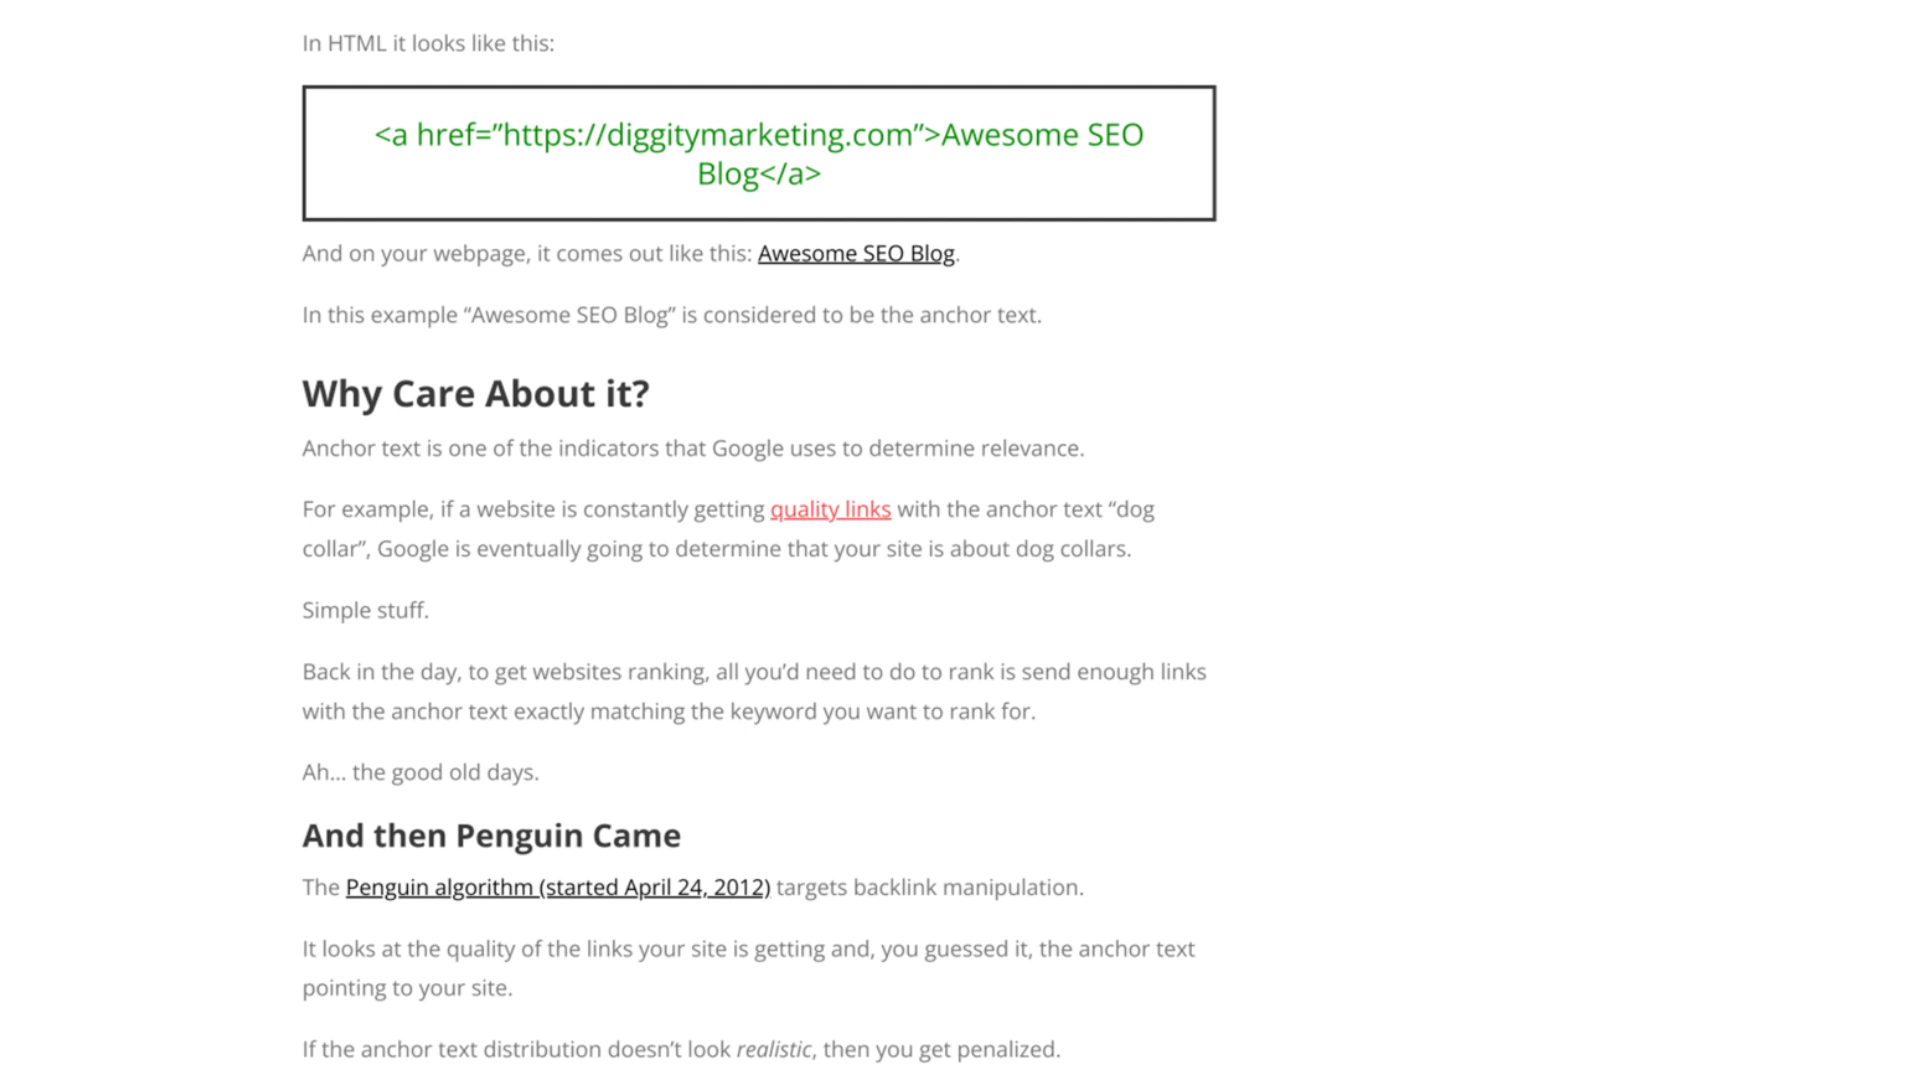 In HTML it looks like this:
<a href=”https://diggitymarketing.com”>Awesome SEO
Blog</a>
And on your webpage, it comes out like this: Awesome SEO Blog.
In this example “Awesome SEO Blog” is considered to be the anchor text.
Why Care About it?
Anchor text is one of the indicators that Google uses to determine relevance.
For example, if a website is constantly getting quality links with the anchor text “dog
collar”, Google is eventually going to determine that your site is about dog collars.
Simple stuff.
Back in the day, to get websites ranking, all you’d need to do to rank is send enough links
with the anchor text exactly matching the keyword you want to rank for.
Ah… the good old days.
And then Penguin Came
The Penguin algorithm (started April 24, 2012) targets backlink manipulation.
It looks at the quality of the links your site is getting and, you guessed it, the anchor text
pointing to your site.
If the anchor text distribution doesn’t look realistic, then you get penalized.